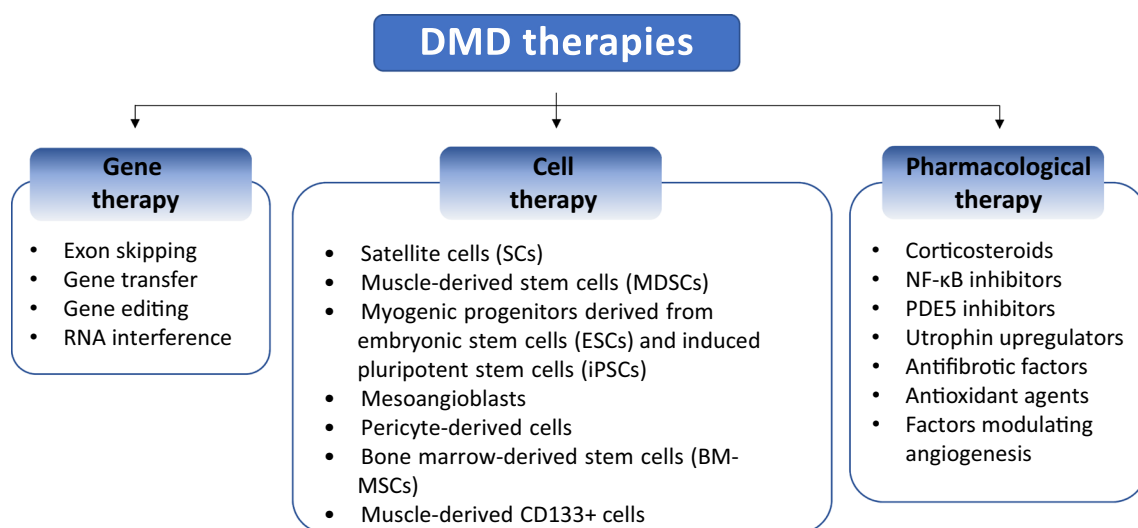 DMD therapies
Gene
therapy
• Exon skipping
• Gene transfer
• Gene editing
• RNA interference
Cell
therapy
• Satellite cells (SCs)
• Muscle-derived stem cells (MDSCs)
• Myogenic progenitors derived from
embryonic stem cells (ESCs) and induced
pluripotent stem cells (iPSCs)
• Mesoangioblasts
• Pericyte-derived cells
• Bone marrow-derived stem cells (BM-
MSCs)
• Muscle-derived CD133+ cells
Pharmacological
therapy
• Corticosteroids
• NF-κB inhibitors
• PDE5 inhibitors
• Utrophin upregulators
• Antifibrotic factors
• Antioxidant agents
• Factors modulating
angiogenesis